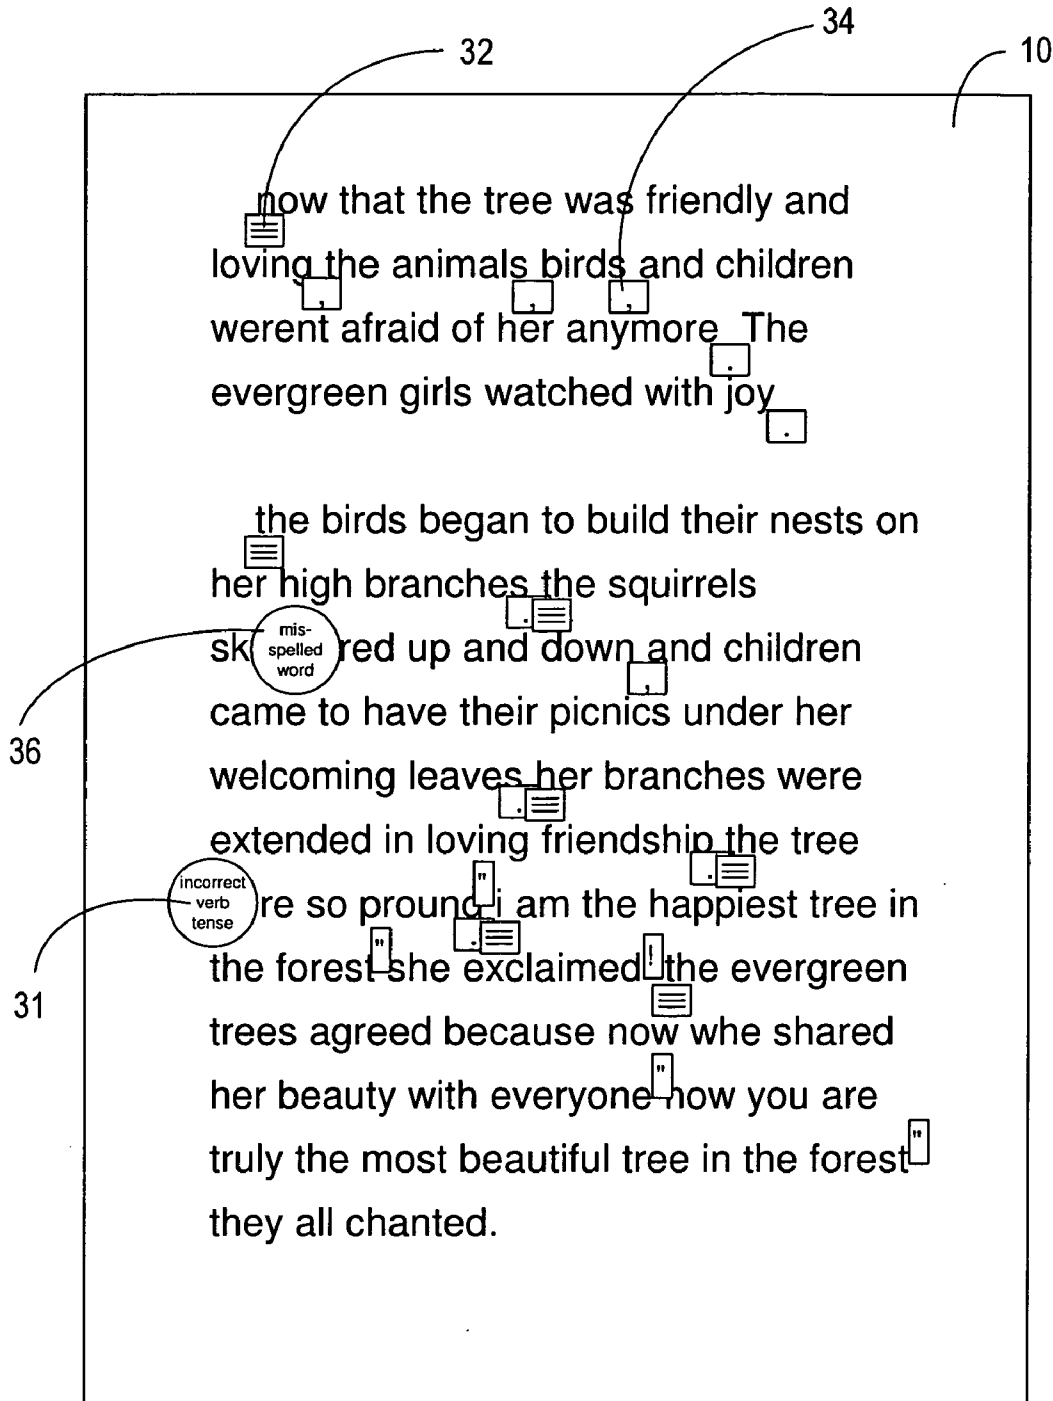 32
34
10
now that the tree was friendly and
loving the animals birds and children
, , ,
werent afraid of her anymore The
.
evergreen girls watched with joy
.
the birds began to build their nests on
her high branches the squirrels
.
36
sk mis-spelled word red up and down and children
,
came to have their picnics under her
welcoming leaves her branches were
.
extended in loving friendship the tree
.
31
incorrect verb tense re so proung " i am the happiest tree in
.
the forest " she exclaimed ! the evergreen
trees agreed because now whe shared
her beauty with everyone " now you are
truly the most beautiful tree in the forest "
they all chanted.